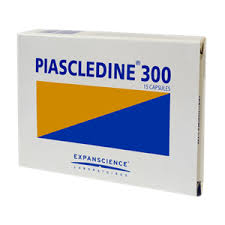 PIASCLEDINE® 300
15 CAPSULES
EXPANSCIENCE
LABORATOIRES